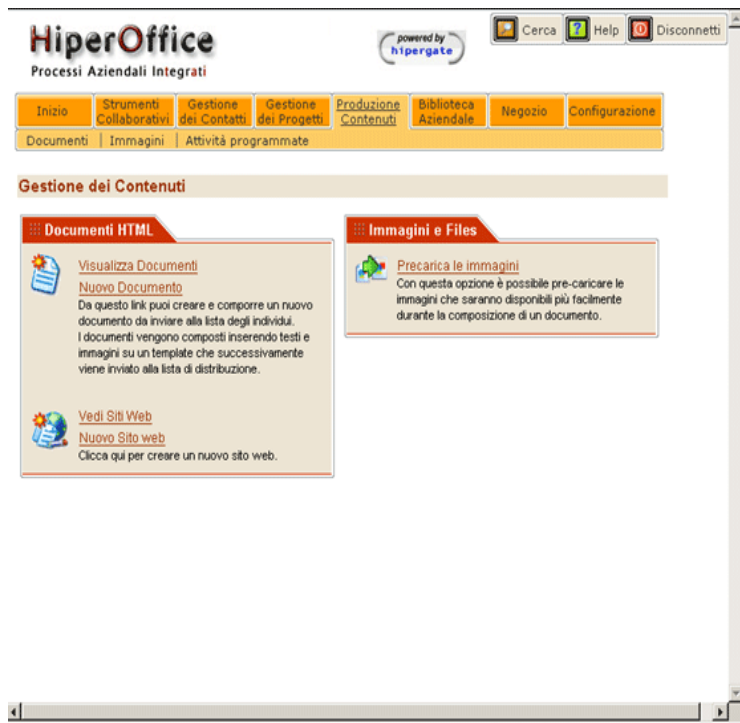 HiperOffice
Processi Aziendali Integrati
powered by
hipergate
Cerca
Help
Disconnetti
Inizio
Strumenti
Collaborativi
Gestione
dei Contatti
Gestione
dei Progetti
Produzione
Contenuti
Biblioteca
Aziendale
Negozio
Configurazione
Documenti | Immagini | Attività programmate
Gestione dei Contenuti
Documenti HTML
Visualizza Documenti
Nuovo Documento
Da questo link puoi creare e comporre un nuovo
documento da inviare alla lista degli individui.
I documenti vengono composti inserendo testi e
immagini su un template che successivamente
viene inviato alla lista di distribuzione.
Vedi Siti Web
Nuovo Sito web
Clicca qui per creare un nuovo sito web.
Immagini e Files
Precarica le immagini
Con questa opzione è possibile pre-caricare le
immagini che saranno disponibili più facilmente
durante la composizione di un documento.